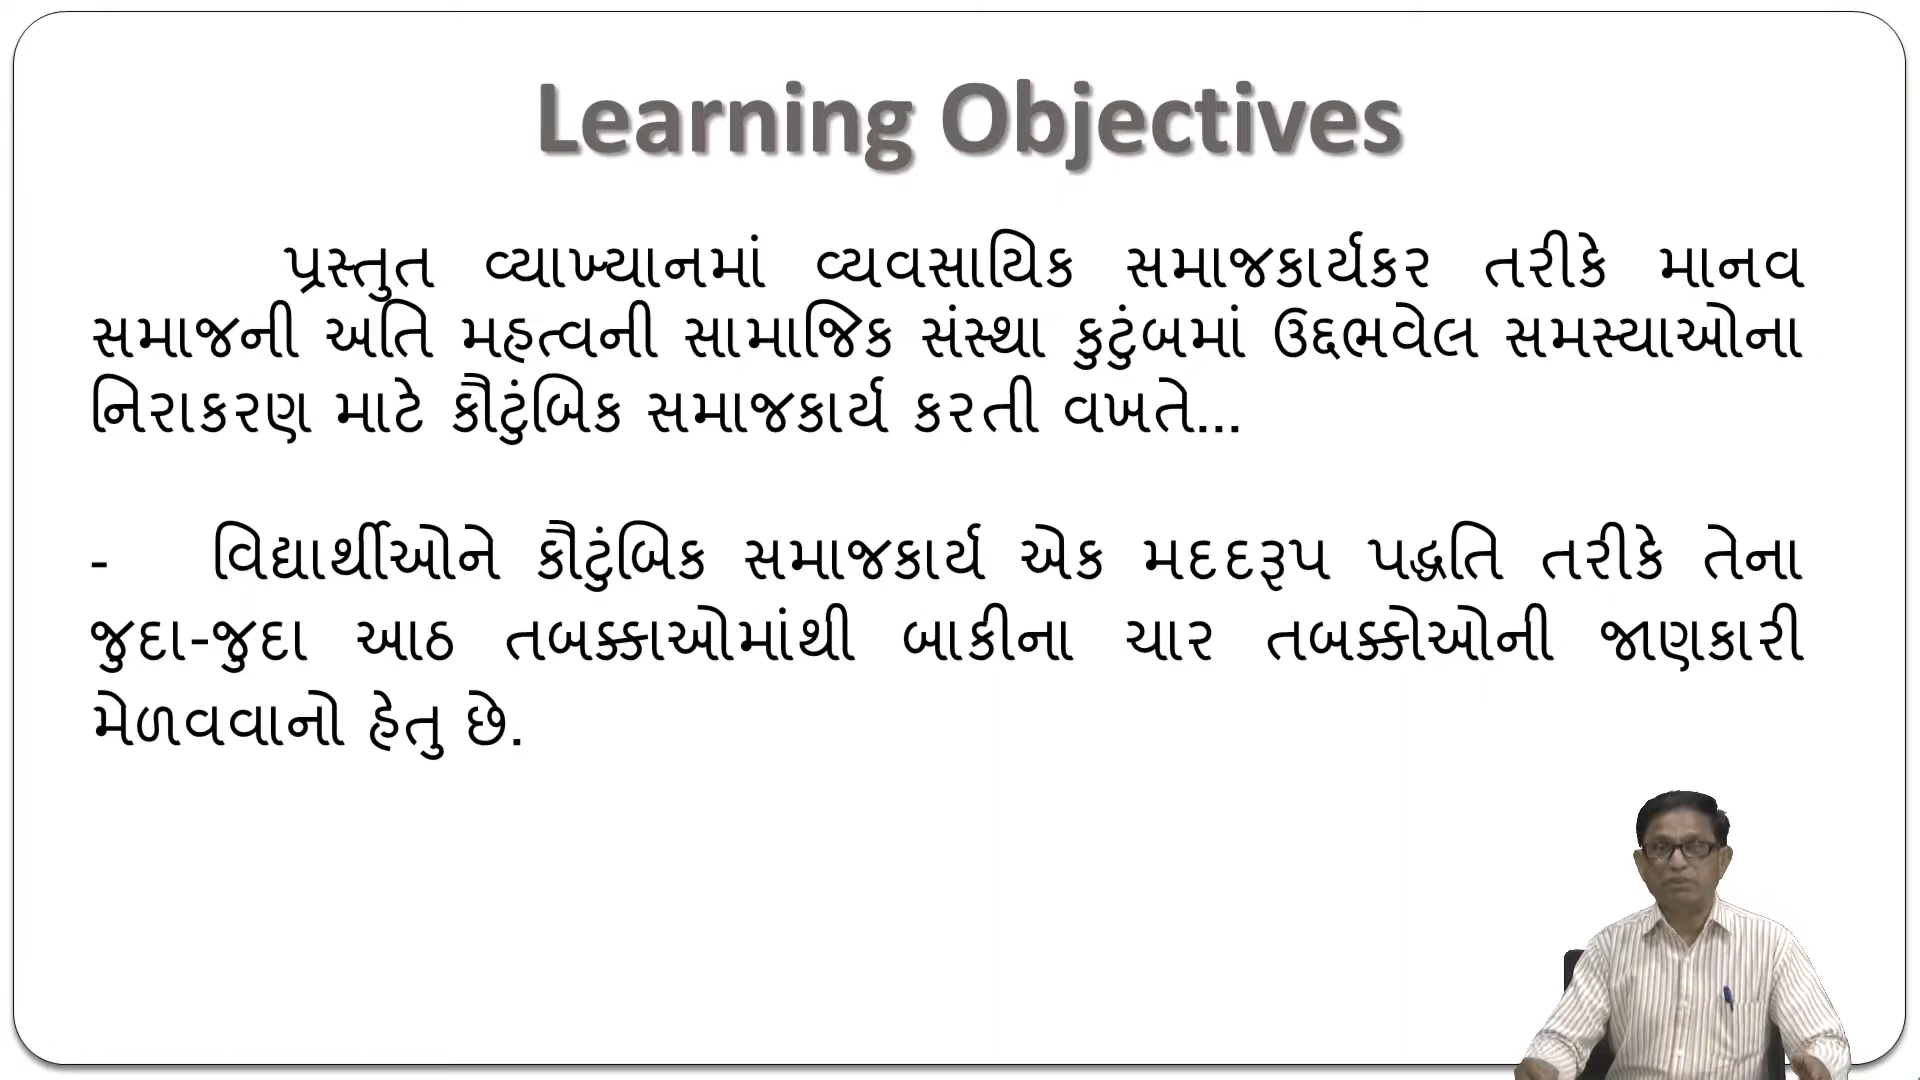 Learning Objectives
પ્રસ્તુત વ્યાખ્યાનમાં વ્યવસાયિક સમાજકાર્યકર તરીકે માનવ
સમાજની અતિ મહત્વની સામાજિક સંસ્થા કુટુંબમાં ઉદ્દભવેલ સમસ્યાઓના
નિરાકરણ માટે કૌટુંબિક સમાજકાર્ય કરતી વખતે...
- વિદ્યાર્થીઓને કૌટુંબિક સમાજકાર્ય એક મદદરૂપ પદ્ધતિ તરીકે તેના
જુદા-જુદા આઠ તબક્કાઓમાંથી બાકીના ચાર તબક્કોઓની જાણકારી
મેળવવાનો હેતુ છે.